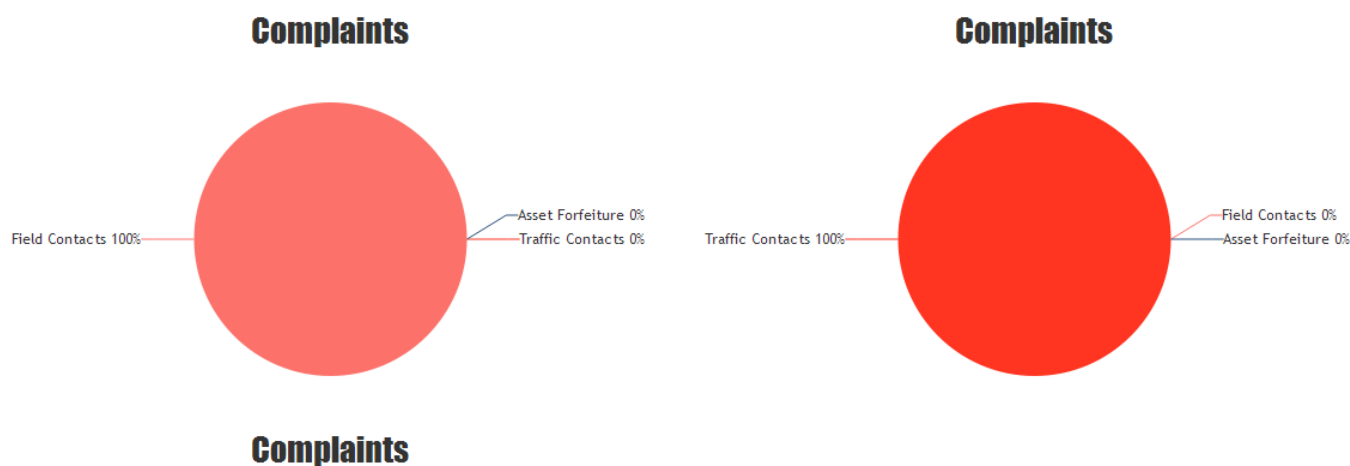 Complaints
Field Contacts 100%
Asset Forfeiture 0%
Traffic Contacts 0%
Complaints
Traffic Contacts 100%
Field Contacts 0%
Asset Forfeiture 0%
Complaints